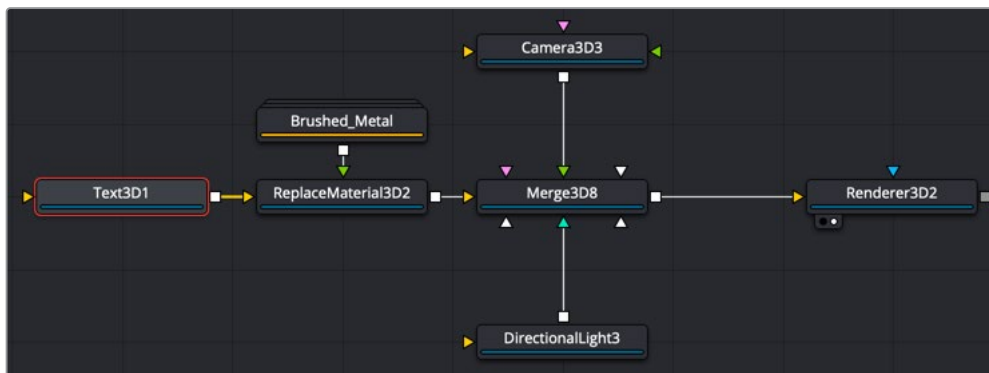 Camera3D3
Brushed_Metal
Text3D1
ReplaceMaterial3D2
Merge3D8
Renderer3D2
DirectionalLight3